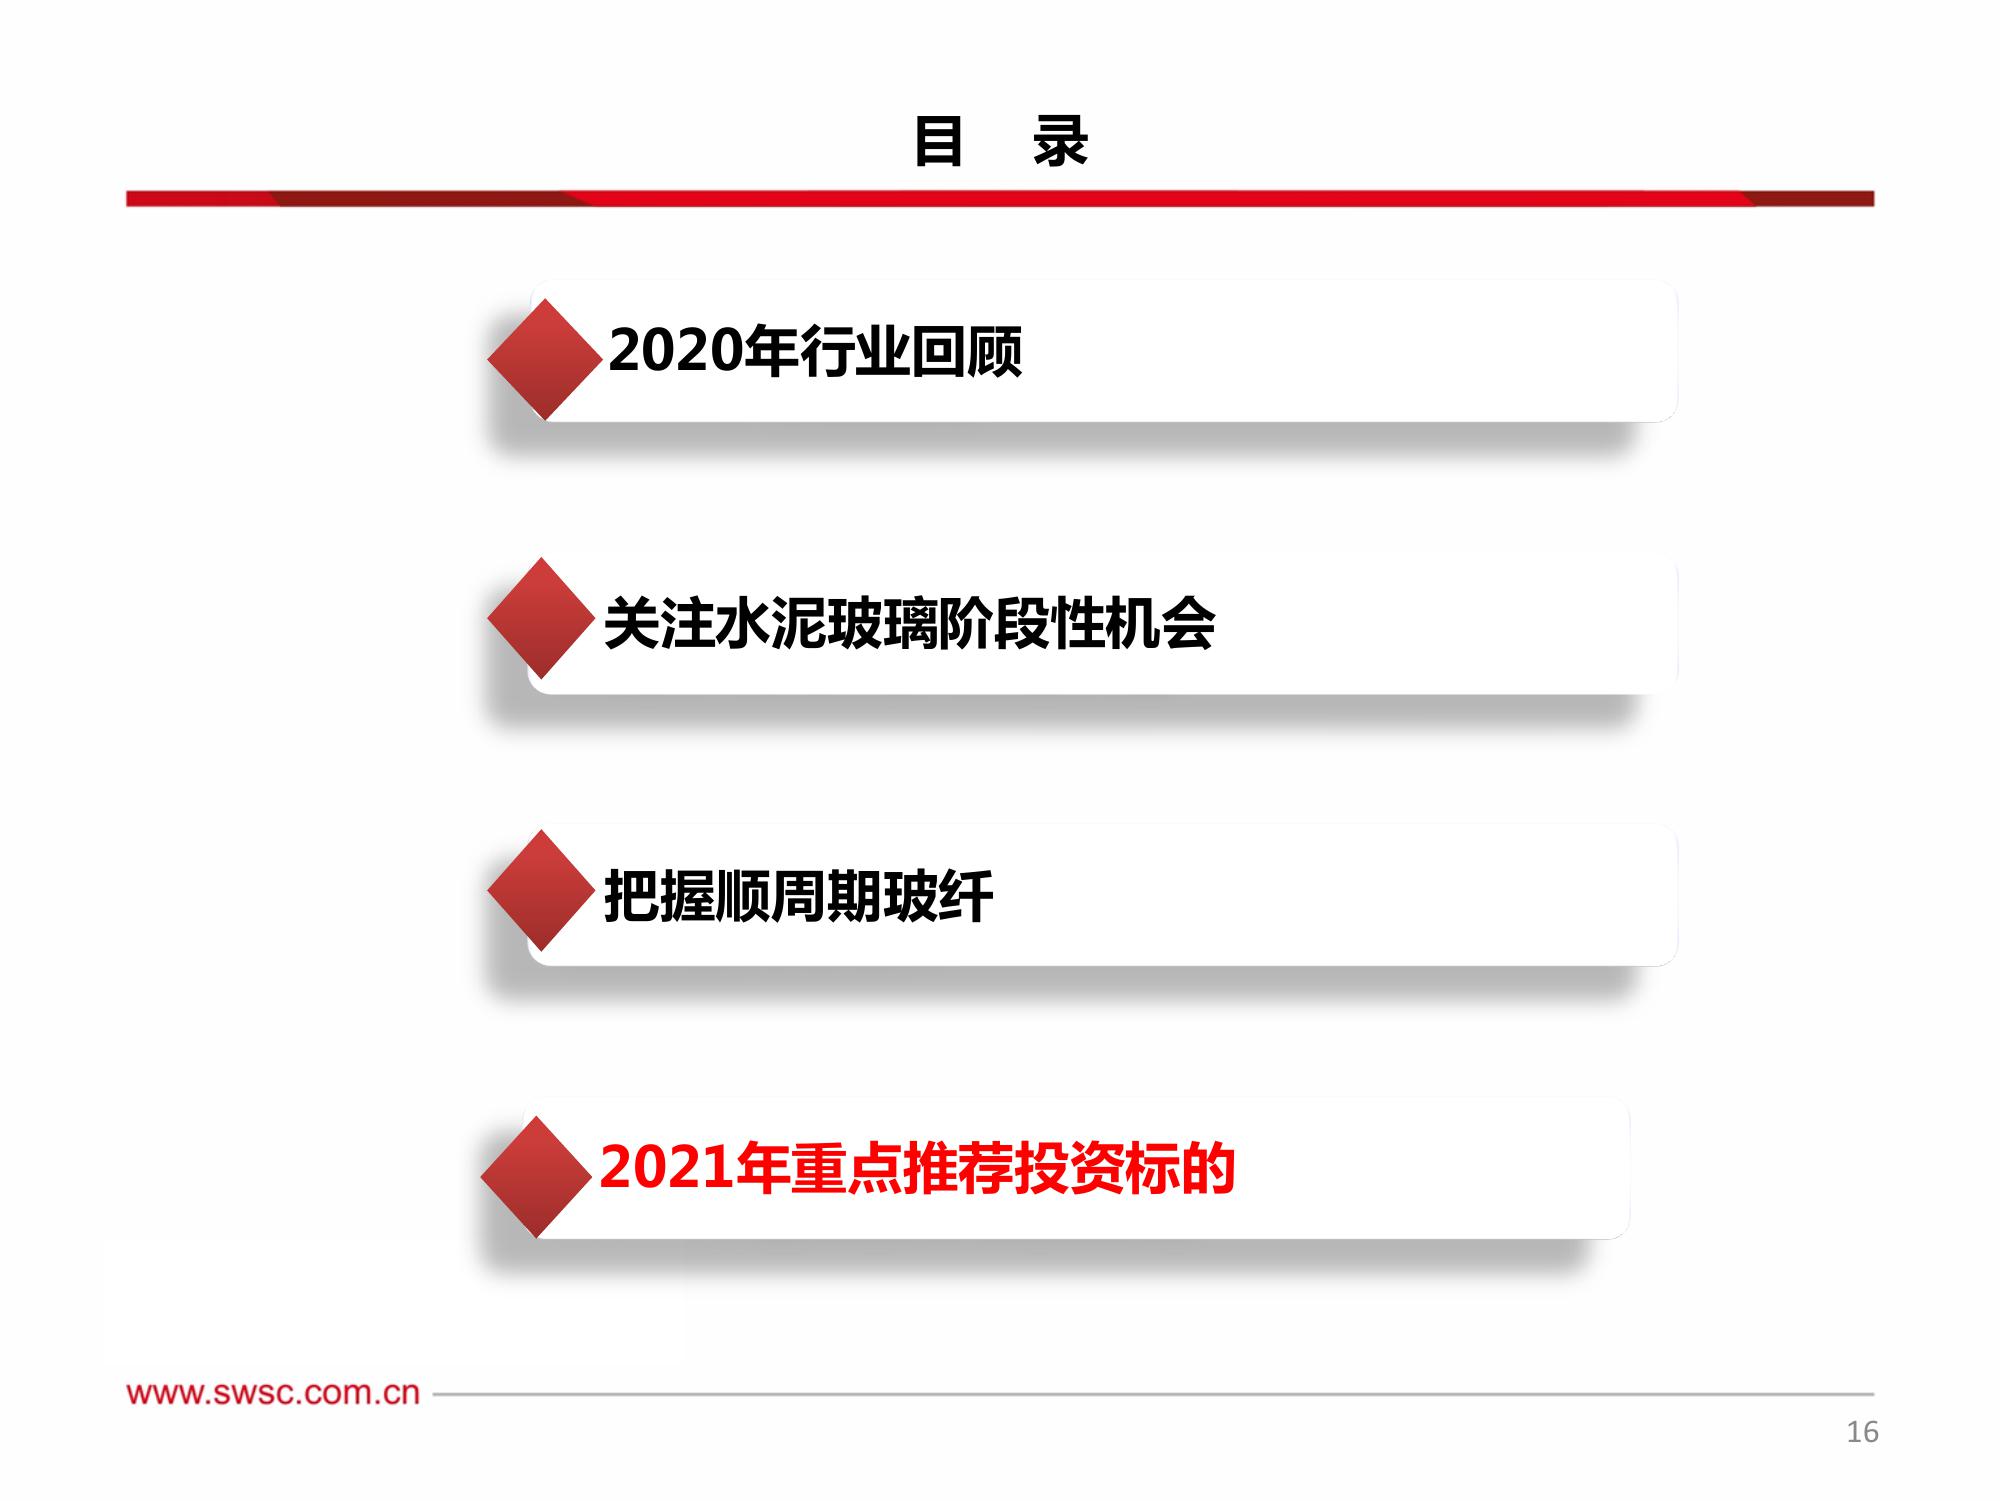 目 录
2020年行业回顾
关注水泥玻璃阶段性机会
把握顺周期玻纤
2021年重点推荐投资标的
www.swsc.com.cn
16